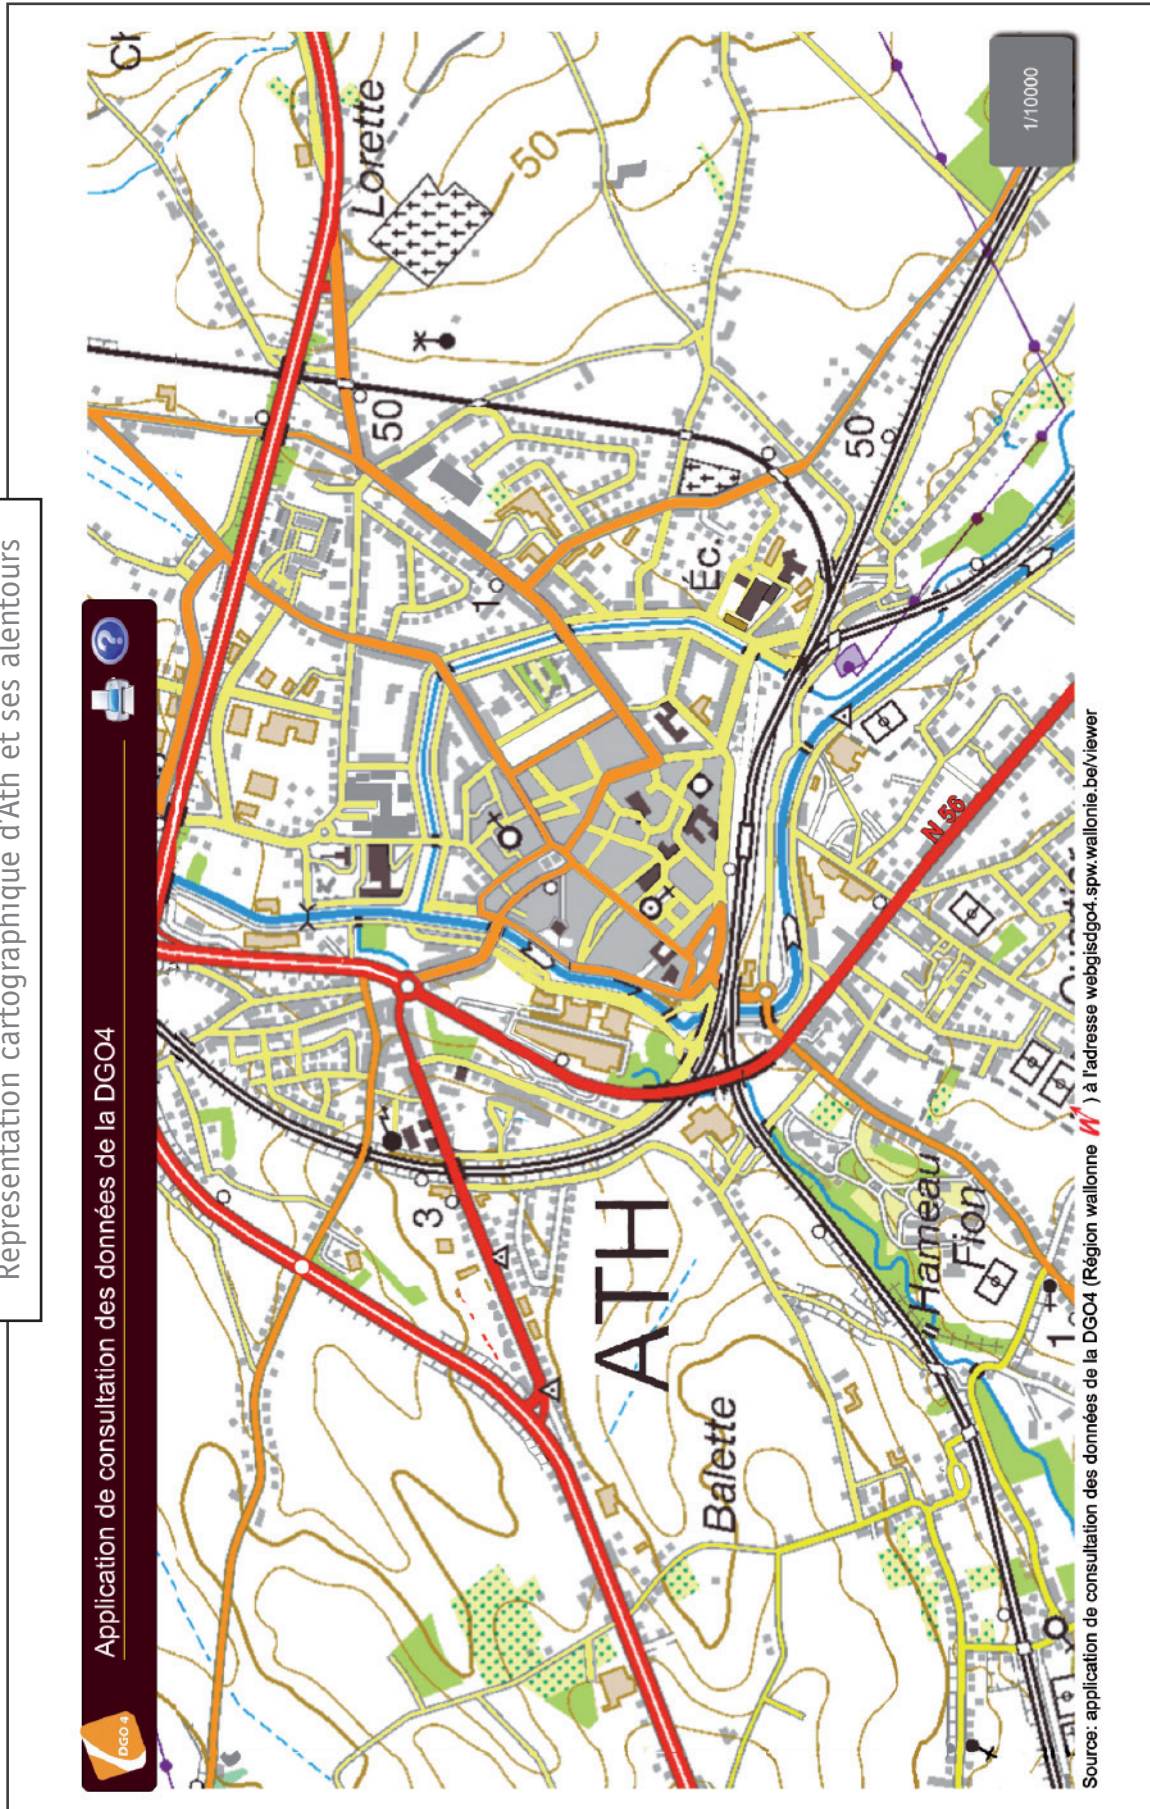 Représentation cartographique d'Ath et ses alentours
DGO 4
Application de consultation des données de la DGO4
?
Lorette
50
50
50
1
Éc.
3
ATH
Balette
N 56
Hameau
Fion
1
1/10000
Source: application de consultation des données de la DGO4 (Région wallonne W ) à l'adresse webgisdgo4.spw.wallonie.be/viewer